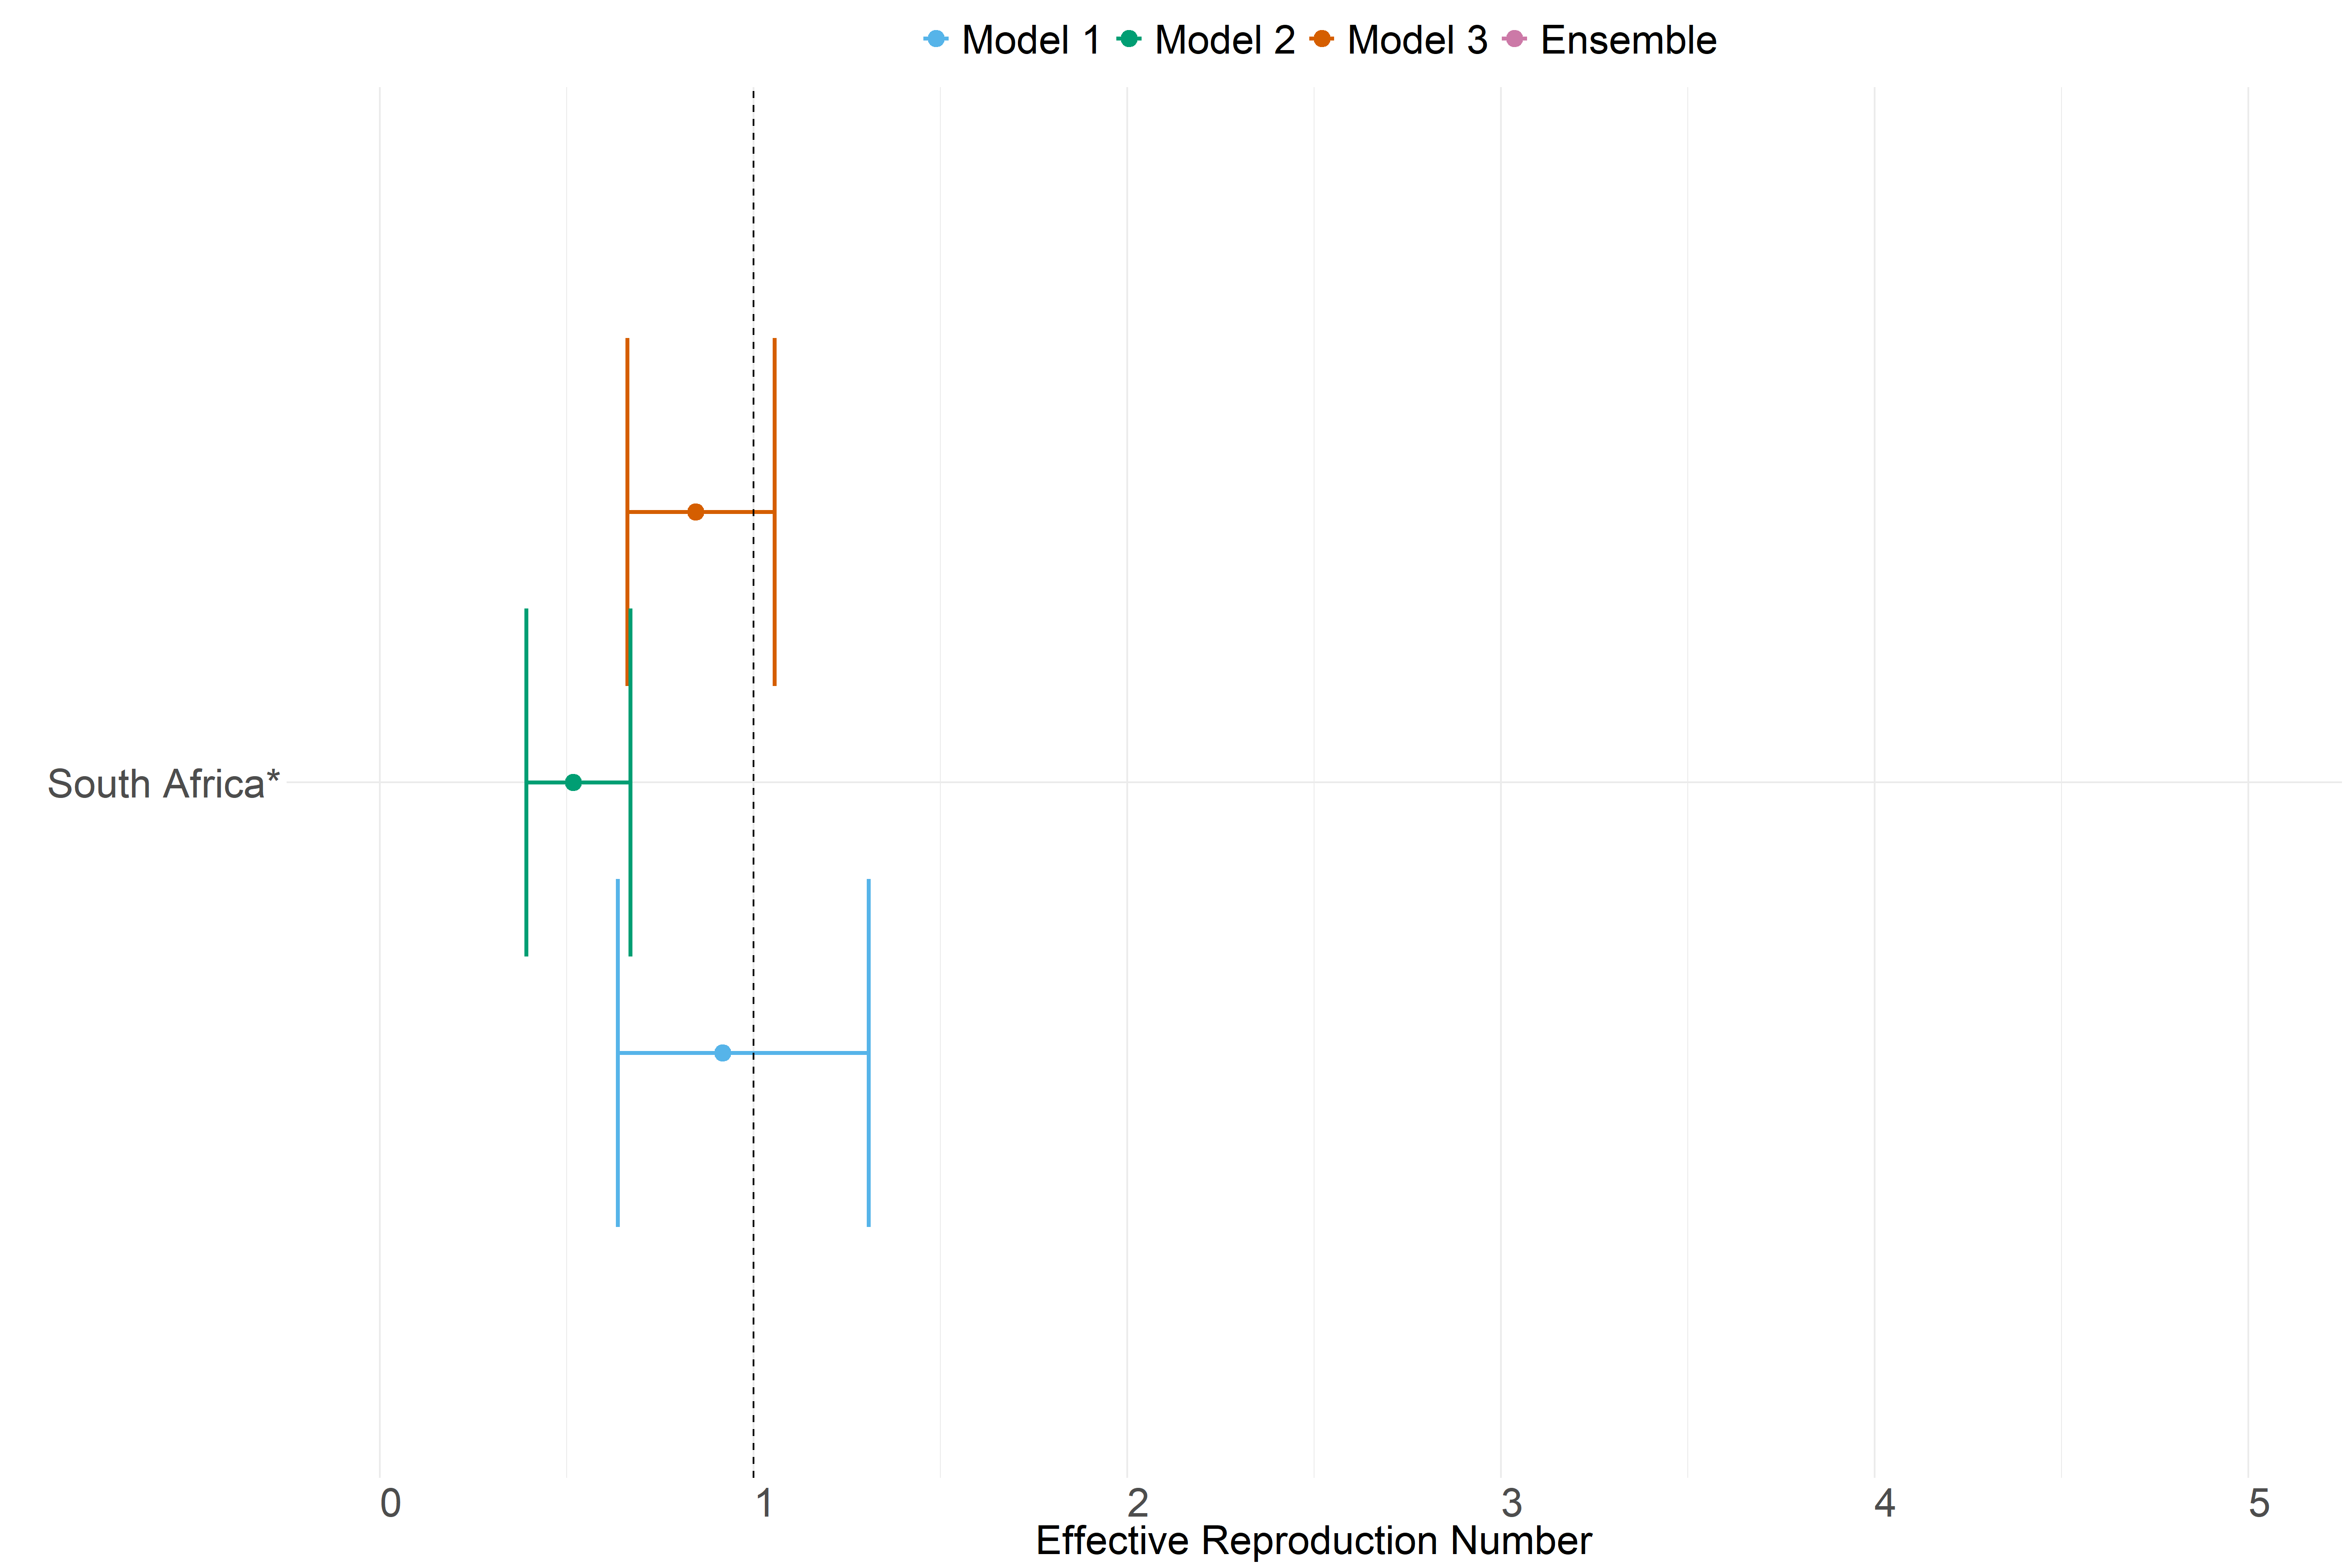 Model 1 Model 2 Model 3 Ensemble
South Africa*
0 1 2 3 4 5
Effective Reproduction Number